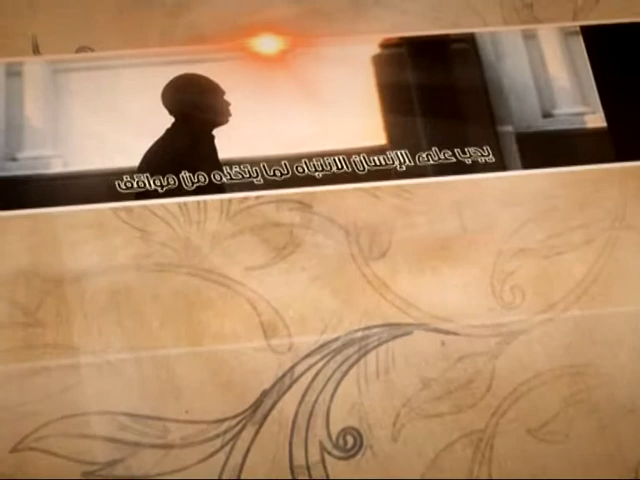 يجب على الإنسان الانتباه لما يتخذه من مواقف